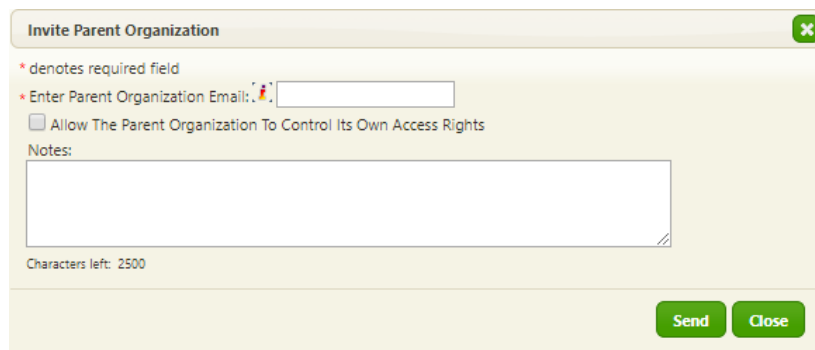 Invite Parent Organization
* denotes required field
* Enter Parent Organization Email:
Allow The Parent Organization To Control Its Own Access Rights
Notes:
Characters left: 2500
Send Close